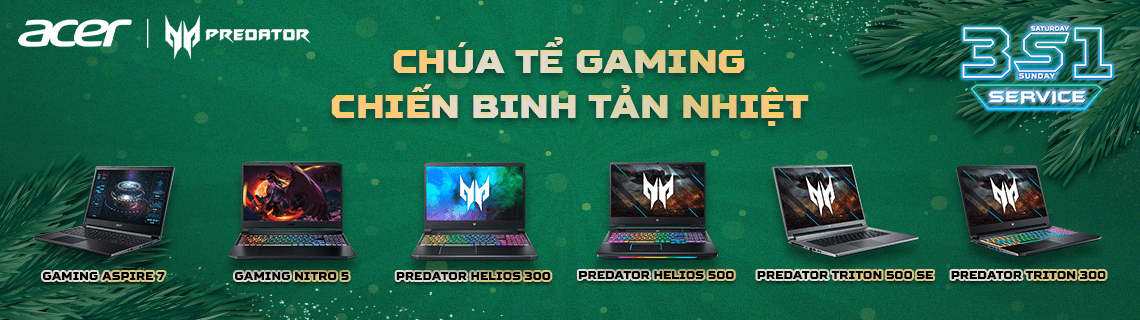 acer | PREDATOR
CHÚA TỂ GAMING
CHIẾN BINH TẢN NHIỆT
SATURDAY
3S1
SUNDAY
SERVICE
GAMING ASPIRE 7
GAMING NITRO 5
PREDATOR HELIOS 300
PREDATOR HELIOS 500
PREDATOR TRITON 500 SE
PREDATOR TRITON 300